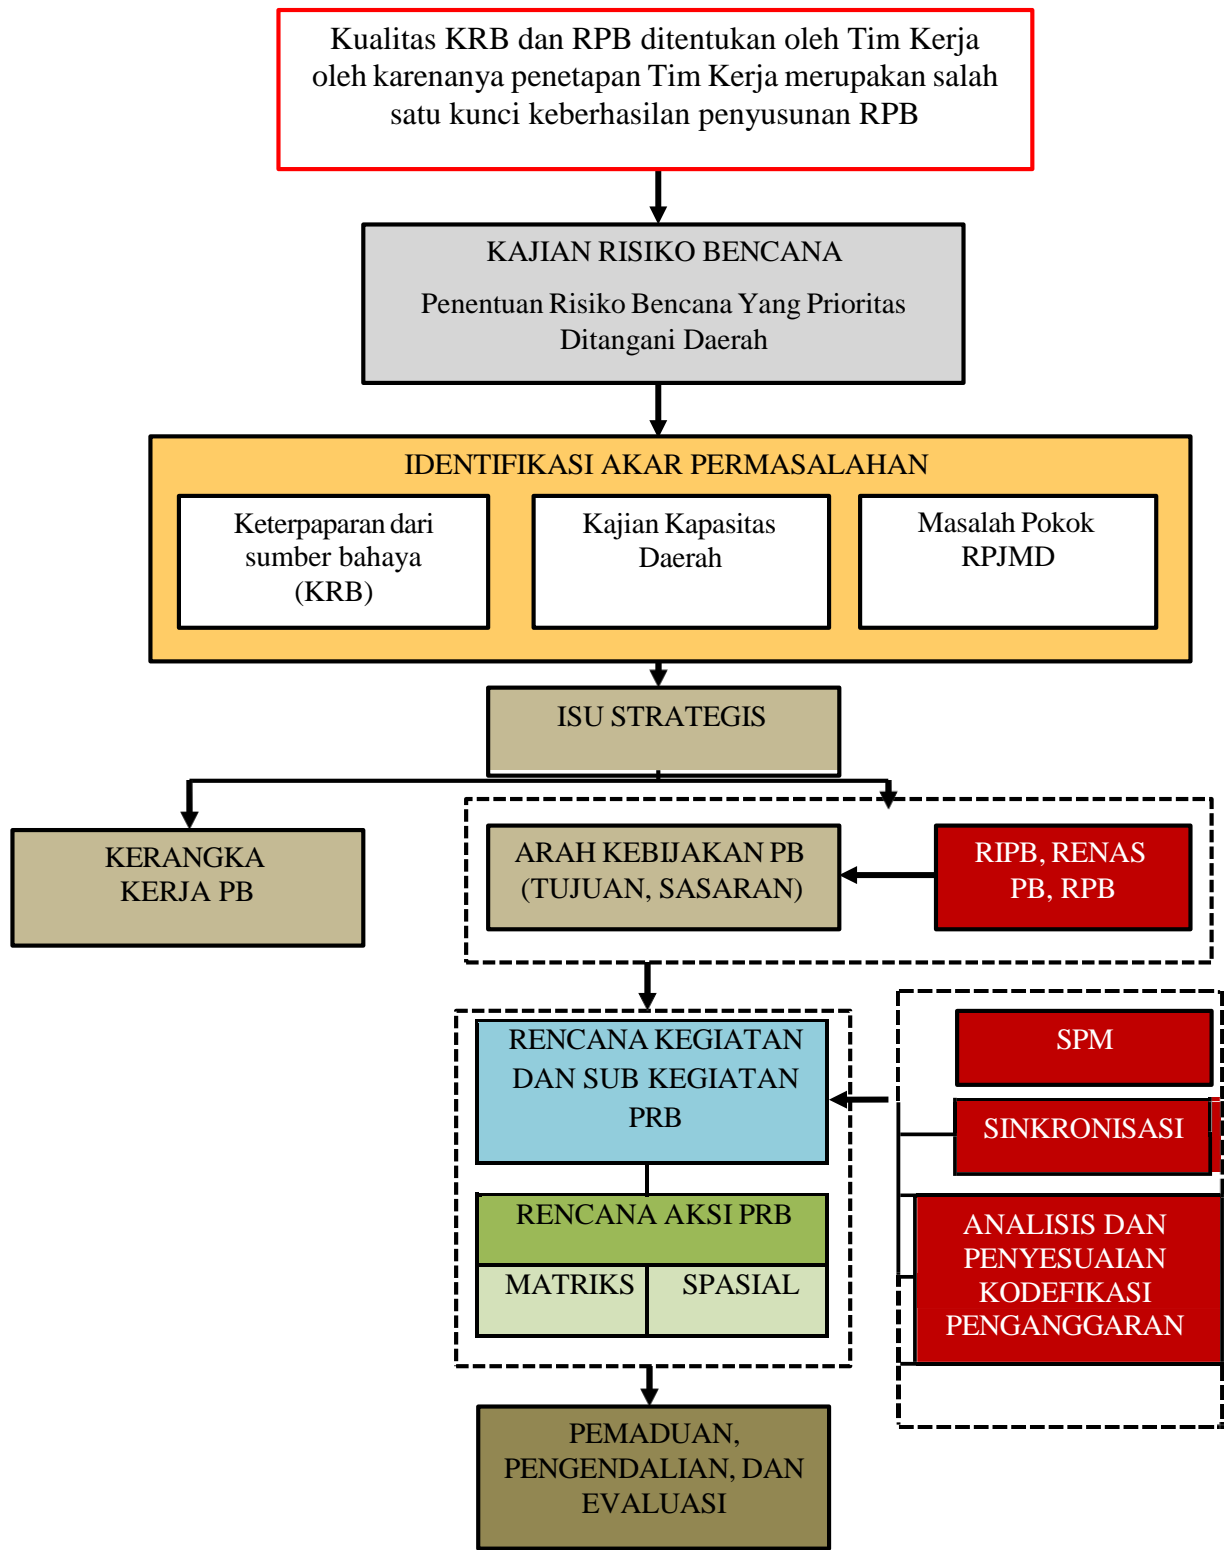 Kualitas KRB dan RPB ditentukan oleh Tim Kerja
oleh karenanya penetapan Tim Kerja merupakan salah
satu kunci keberhasilan penyusunan RPB
KAJIAN RISIKO BENCANA
Penentuan Risiko Bencana Yang Prioritas
Ditangani Daerah
IDENTIFIKASI AKAR PERMASALAHAN
Keterpaparan dari
sumber bahaya
(KRB)
Kajian Kapasitas
Daerah
Masalah Pokok
RPJMD
ISU STRATEGIS
KERANGKA
KERJA PB
ARAH KEBIJAKAN PB
(TUJUAN, SASARAN)
RIPB, RENAS
PB, RPB
RENCANA KEGIATAN
DAN SUB KEGIATAN
PRB
SPM
SINKRONISASI
RENCANA AKSI PRB
MATRIKS
SPASIAL
ANALISIS DAN
PENYESUAIAN
KODEFIKASI
PENGANGGARAN
PEMADUAN,
PENGENDALIAN, DAN
EVALUASI